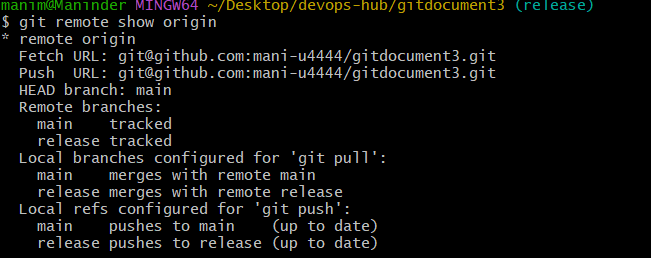 manim@Maninder MINGW64 ~/Desktop/devops-hub/gitdocument3 (release)
$ git remote show origin
* remote origin
  Fetch URL: git@github.com:mani-u4444/gitdocument3.git
  Push  URL: git@github.com:mani-u4444/gitdocument3.git
  HEAD branch: main
  Remote branches:
    main    tracked
    release tracked
  Local branches configured for 'git pull':
    main    merges with remote main
    release merges with remote release
  Local refs configured for 'git push':
    main    pushes to main    (up to date)
    release pushes to release (up to date)